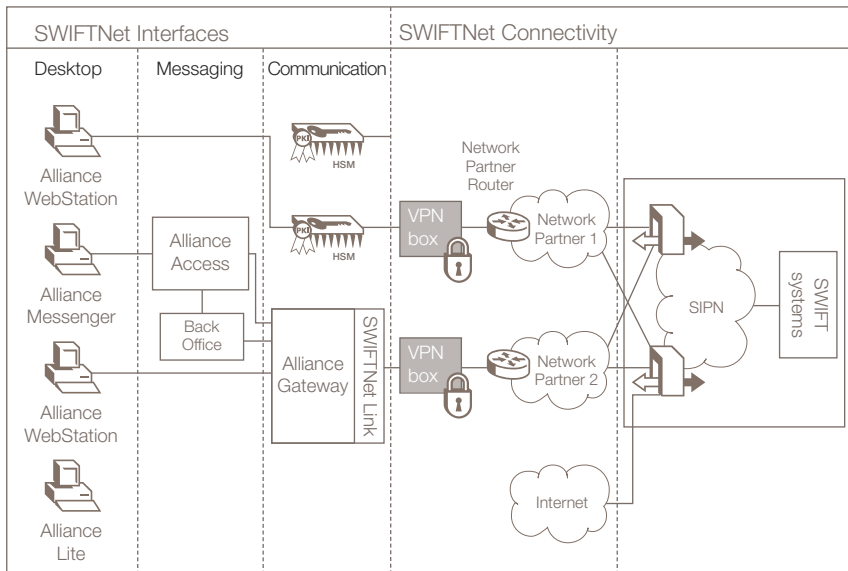 SWIFTNet Interfaces
SWIFTNet Connectivity
Desktop
Messaging
Communication
PKI
HSM
Alliance
WebStation
PKI
HSM
Network
Partner
Router
VPN
box
Network
Partner 1
Alliance
Access
Alliance
Messenger
Back
Office
SIPN
SWIFT
systems
Alliance
Gateway
SWIFTNet Link
VPN
box
Network
Partner 2
Alliance
WebStation
Internet
Alliance
Lite